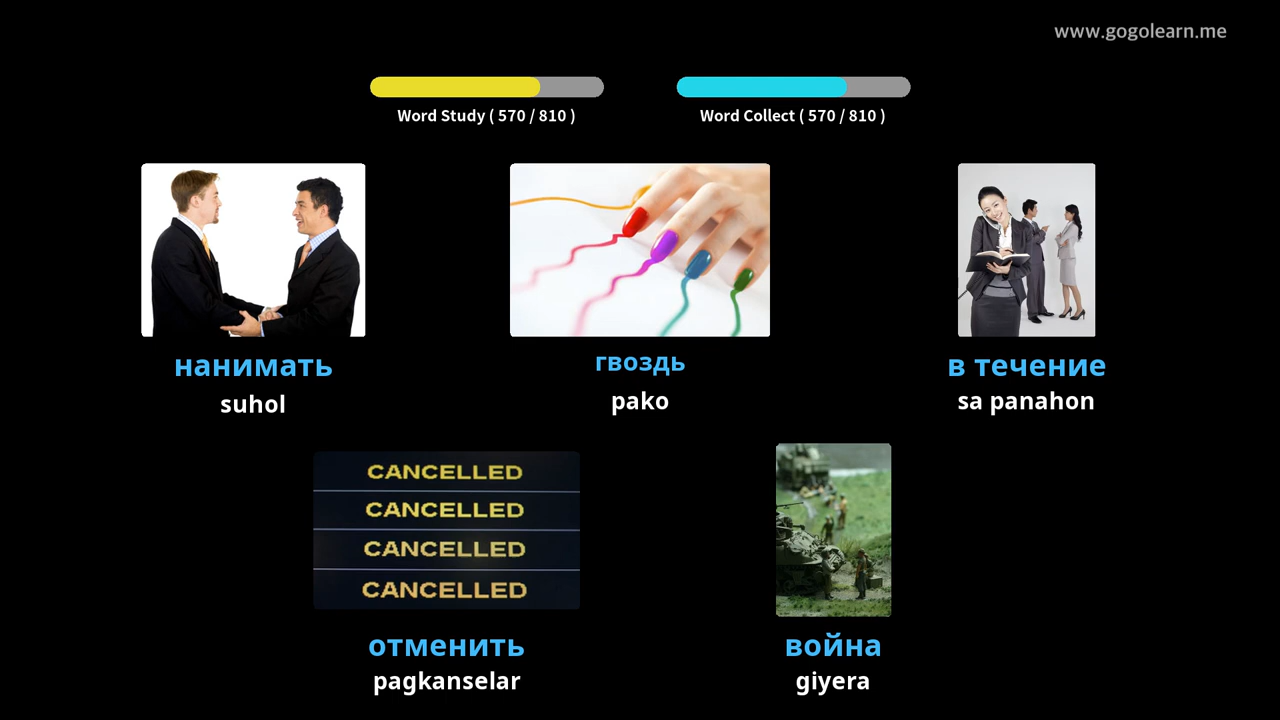 www.gogolearn.me
Word Study ( 570 / 810 )
Word Collect ( 570 / 810 )
нанимать
suhol
гвоздь
pako
в течение
sa panahon
CANCELLED
CANCELLED
CANCELLED
CANCELLED
отменить
pagkanselar
война
giyera